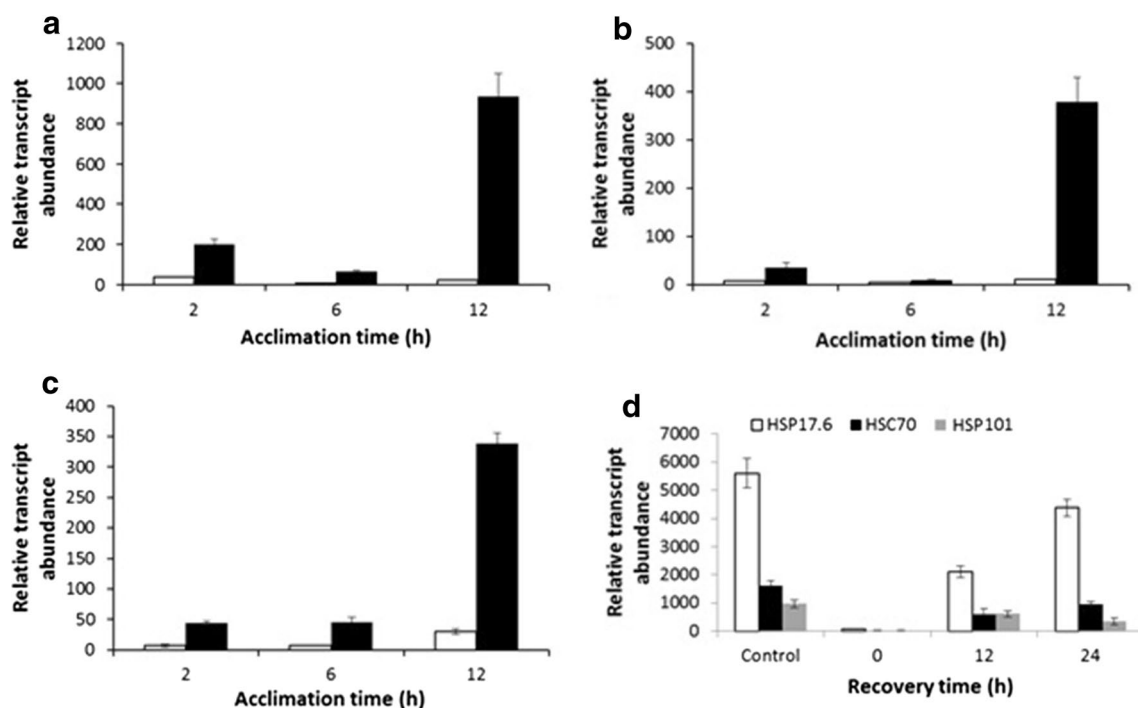 a
Relative transcript
abundance
1200
1000
800
600
400
200
0
2 6 12
Acclimation time (h)
b
Relative transcript
abundance
500
400
300
200
100
0
2 6 12
Acclimation time (h)
c
Relative transcript
abundance
400
350
300
250
200
150
100
50
0
2 6 12
Acclimation time (h)
d
HSP17.6 HSC70 HSP101
Relative transcript
abundance
7000
6000
5000
4000
3000
2000
1000
0
Control 0 12 24
Recovery time (h)